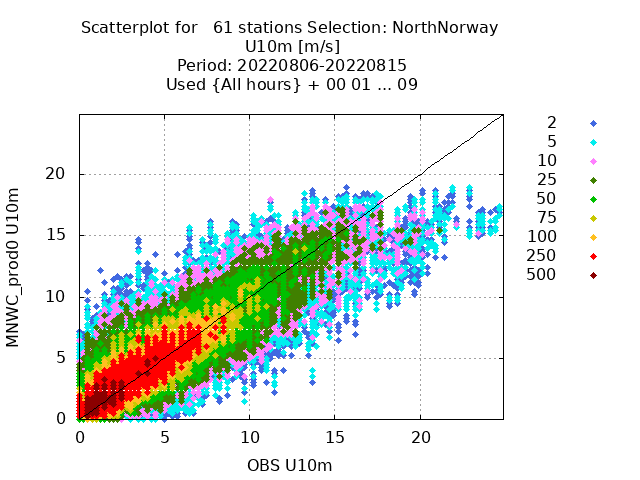 Scatterplot for   61 stations Selection: NorthNorway
U10m [m/s]
Period: 20220806-20220815
Used {All hours} + 00 01 ... 09
2
5
10
25
50
75
100
250
500
MNWC_prod0 U10m
20
15
10
5
0
0 5 10 15 20
OBS U10m